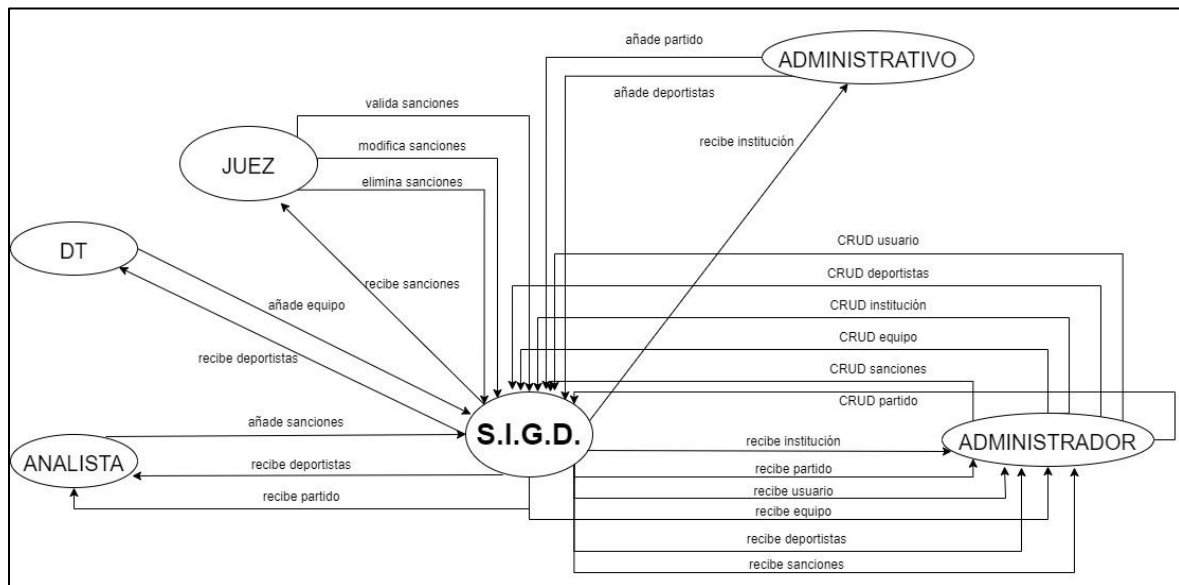 añade partido
ADMINISTRATIVO
añade deportistas
valida sanciones
recibe institución
modifica sanciones
JUEZ
elimina sanciones
DT
CRUD usuario
CRUD deportistas
recibe sanciones
añade equipo
CRUD institución
CRUD equipo
recibe deportistas
CRUD sanciones
CRUD partido
añade sanciones
S.I.G.D.
recibe institución
ADMINISTRADOR
ANALISTA
recibe deportistas
recibe partido
recibe usuario
recibe partido
recibe equipo
recibe deportistas
recibe sanciones